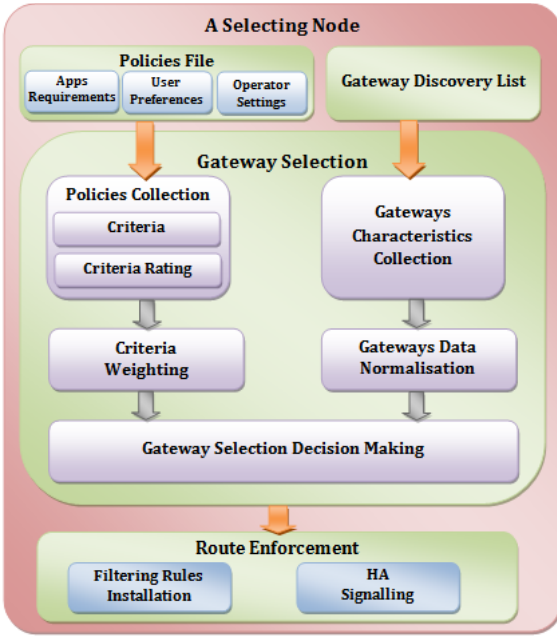 A Selecting Node
Policies File
Apps
Requirements
User
Preferences
Operator
Settings
Gateway Discovery List
Gateway Selection
Policies Collection
Criteria
Criteria Rating
Gateways
Characteristics
Collection
Criteria
Weighting
Gateways Data
Normalisation
Gateway Selection Decision Making
Route Enforcement
Filtering Rules
Installation
HA
Signalling